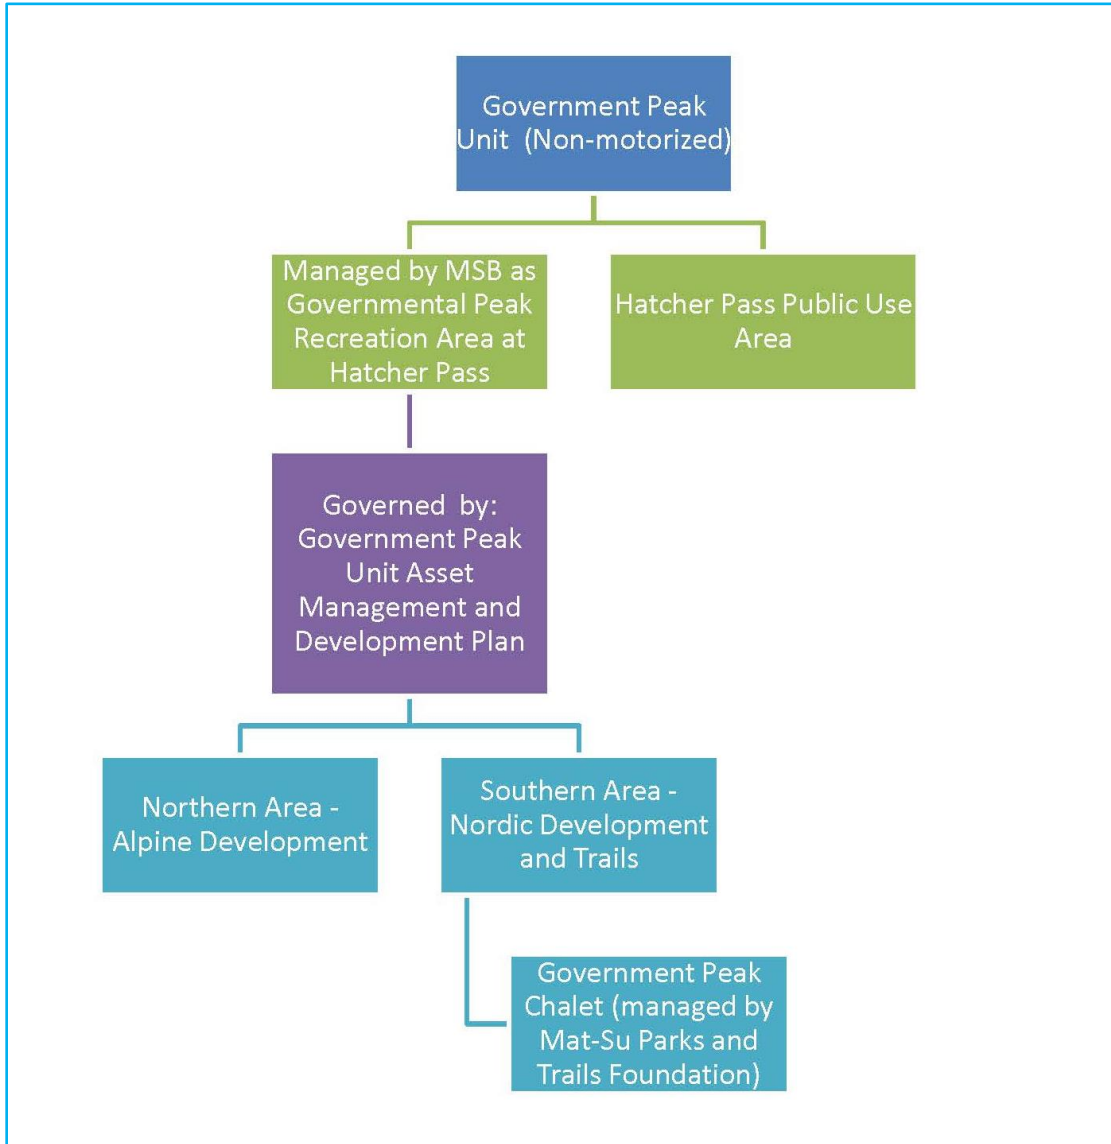 Government Peak
Unit (Non-motorized)
Managed by MSB as
Governmental Peak
Recreation Area at
Hatcher Pass
Hatcher Pass Public Use
Area
Governed by:
Government Peak
Unit Asset
Management and
Development Plan
Northern Area -
Alpine Development
Southern Area -
Nordic Development
and Trails
Government Peak
Chalet (managed by
Mat-Su Parks and
Trails Foundation)